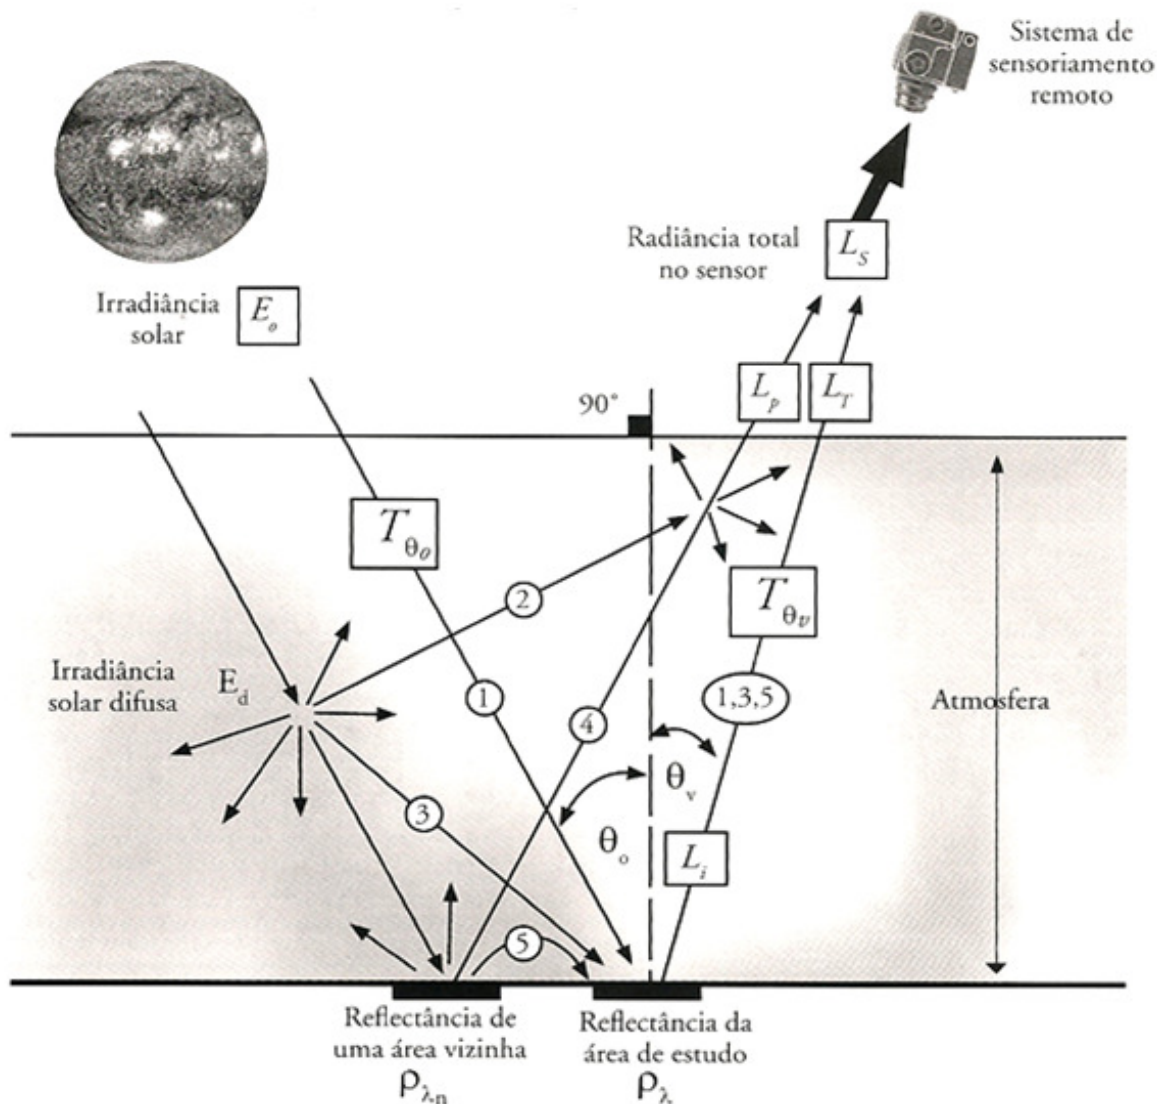 Sistema de
sensoriamento
remoto
Radiância total
no sensor
L_S
Irradiância
solar
E_o
L_p
L_T
90°
T_θo
2
T_θv
Irradiância
solar difusa
E_d
1
4
1,3,5
Atmosfera
θ_v
3
θ_o
L_i
5
Reflectância de
uma área vizinha
ρ_λn
Reflectância da
área de estudo
ρ_λ